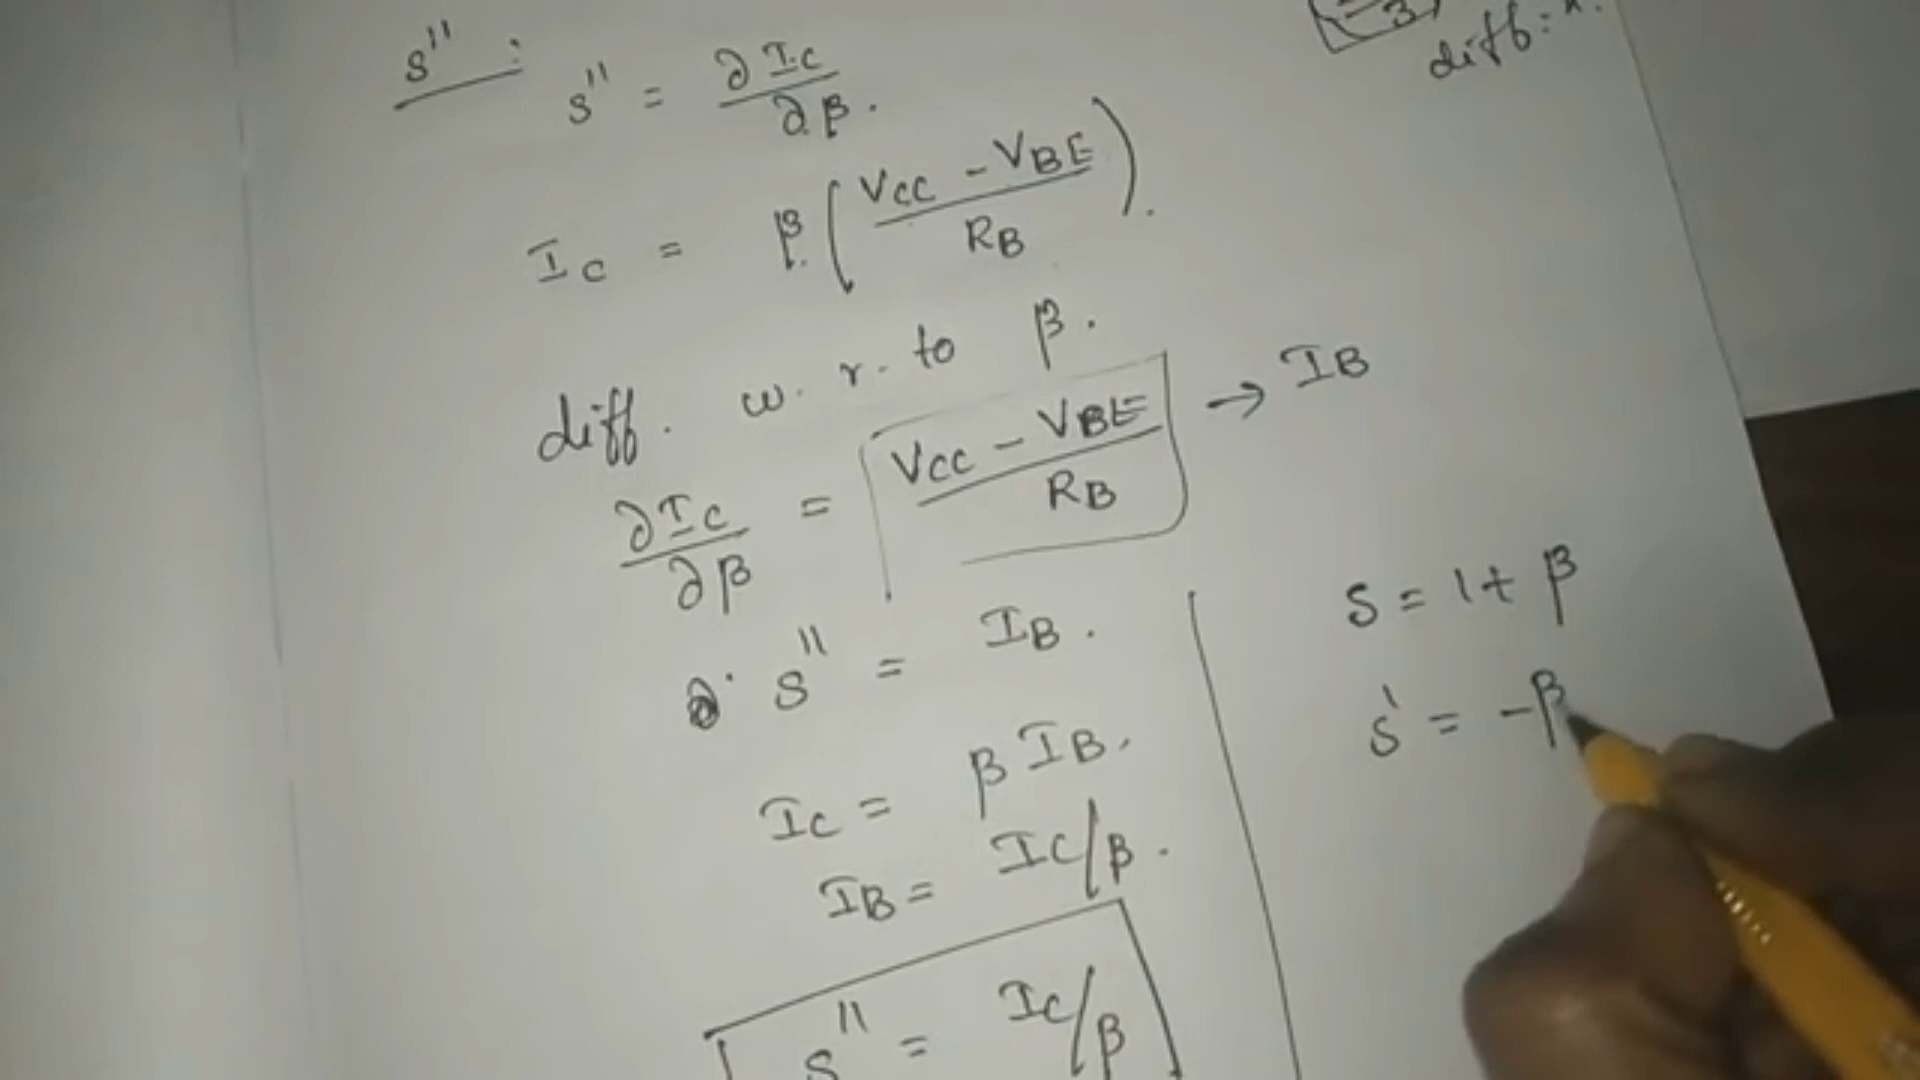 S'' :
S'' = ∂Ic / ∂β.
Ic = β. ( Vcc - VBE / RB ).
diff. w. r. to β.
∂Ic / ∂β = Vcc - VBE / RB → IB
S'' = IB.
Ic = β IB.
IB = Ic/β.
S'' = Ic/β
diff:
S = 1+ β
S' = -β